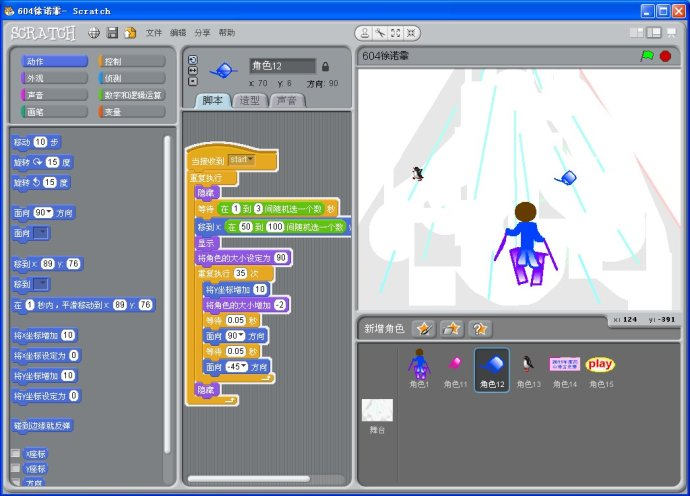 604徐诺霏- Scratch
SCRATCH 文件 编辑 分享 帮助
动作 控制
外观 侦测
声音 数字和逻辑运算
画笔 变量
移动 10 步
旋转 15 度
旋转 15 度
面向 90 方向
面向
移到 x: 89 y: 76
移到
在 1 秒内，平滑移动到 x: 89 y: 76
将x坐标增加 10
将x坐标设定为 0
将y坐标增加 10
将y坐标设定为 0
碰到边缘就反弹
x座标
y座标
方向
角色12
x: 70 y: 6 方向: 90
脚本 造型 声音
当接收到 start
重复执行
隐藏
等待 在 1 到 3 间随机选一个数 秒
移到 x: 在 50 到 100 间随机选一个数 y
显示
将角色的大小设定为 90
重复执行 35 次
将y坐标增加 10
将角色的大小增加 -2
等待 0.05 秒
面向 90 方向
等待 0.05 秒
面向 -45 方向
隐藏
604徐诺霏
x: 124 y: -391
新增角色
角色1 角色11 角色12 角色13 角色14 角色15
play
舞台